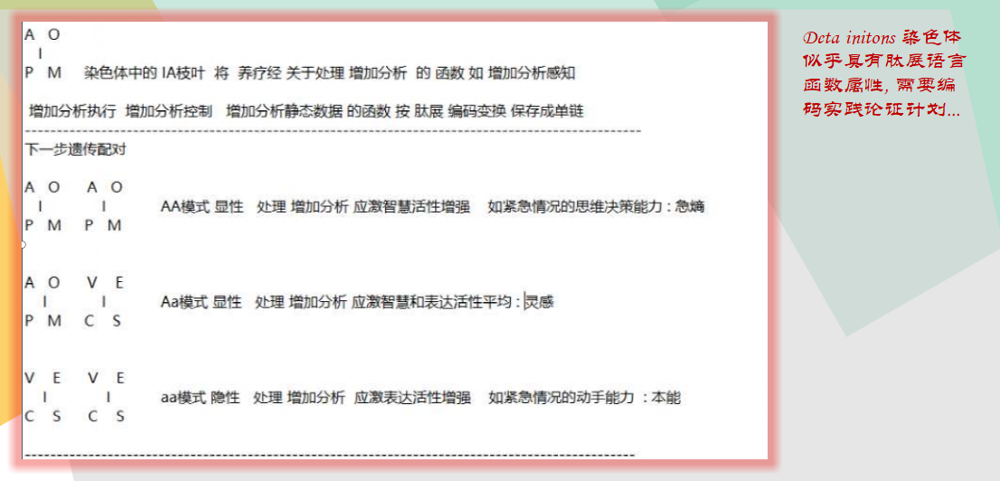 A O
I
P M 染色体中的 IA枝叶 将 养疗经 关于处理 增加分析 的 函数 如 增加分析感知
增加分析执行 增加分析控制 增加分析静态数据 的函数 按 肽展 编码变换 保存成单链
下一步遗传配对
A O A O
I I
P M P M
AA模式 显性 处理 增加分析 应激智慧活性增强 如紧急情况的思维决策能力 : 急熵
A O V E
I I
P M C S
Aa模式 显性 处理 增加分析 应激智慧和表达活性平均 : 灵感
V E V E
I I
C S C S
aa模式 隐性 处理 增加分析 应激表达活性增强 如紧急情况的动手能力 : 本能
Deta initons 染色体
似乎具有肽展语言
函数属性, 需要编
码实践论证计划...